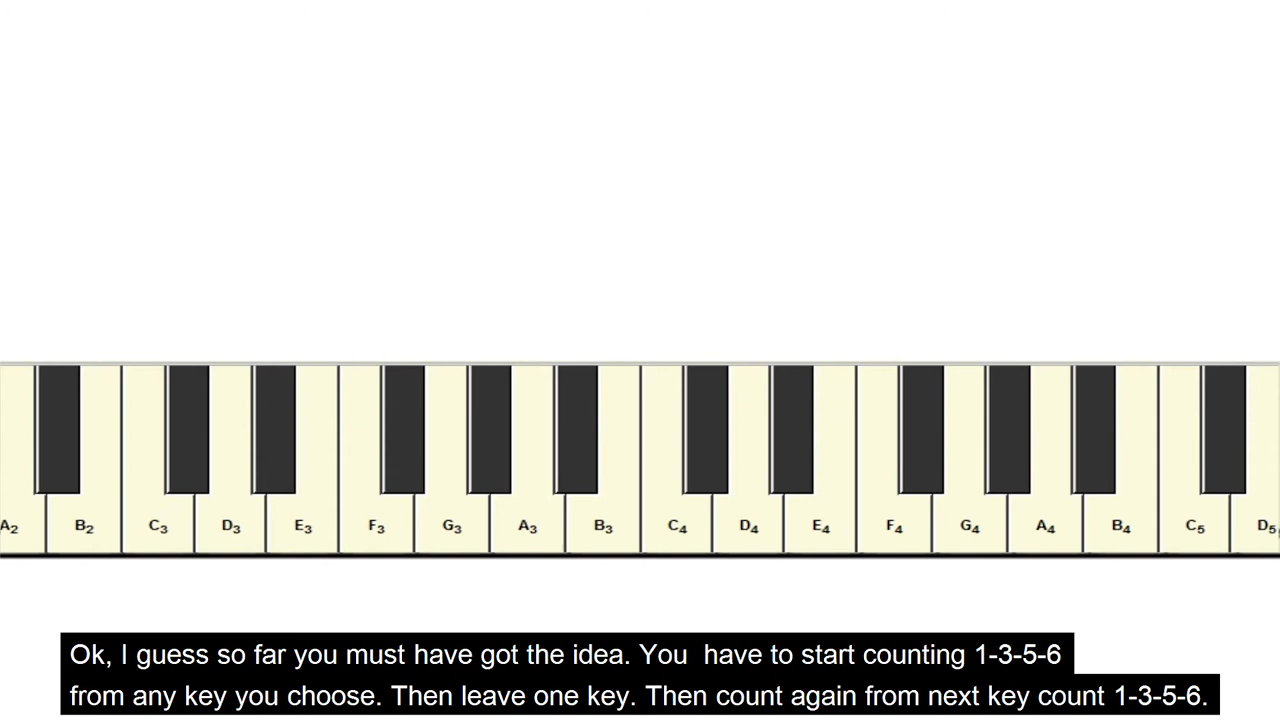 A2 B2 C3 D3 E3 F3 G3 A3 B3 C4 D4 E4 F4 G4 A4 B4 C5 D5
Ok, I guess so far you must have got the idea. You  have to start counting 1-3-5-6
from any key you choose. Then leave one key. Then count again from next key count 1-3-5-6.